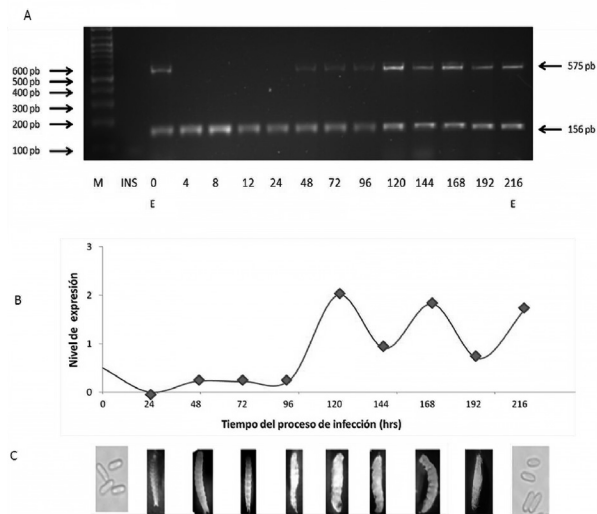 A
600 pb
500 pb
400 pb
300 pb
200 pb
100 pb
575 pb
156 pb
M INS 0 4 8 12 24 48 72 96 120 144 168 192 216
E E
B
3
2
1
0
Nivel de expresión
0 24 48 72 96 120 144 168 192 216
Tiempo del proceso de infección (hrs)
C